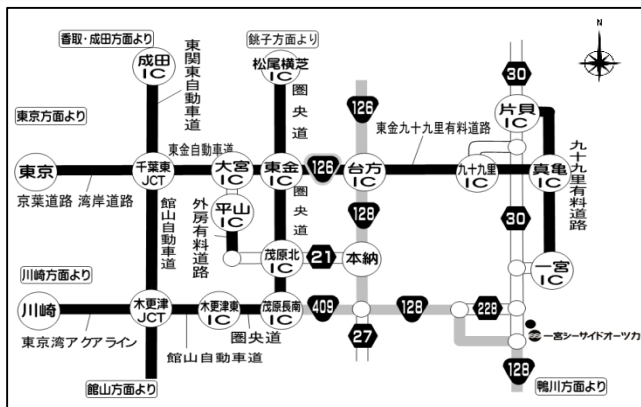 香取・成田方面より
銚子方面より
N
成田
IC
東関東自動車道
松尾横芝
IC
圏央道
126
30
片貝
IC
東京方面より
東金自動車道
東金九十九里有料道路
九十九里有料道路
東京
千葉東
JCT
大宮
IC
東金
IC
126
台方
IC
九十九里
IC
真亀
IC
京葉道路 湾岸道路
館山自動車道
平山
IC
外房有料道路
圏央道
128
30
川崎方面より
茂原北
IC
21
本納
一宮
IC
川崎
木更津
JCT
木更津東
IC
茂原長南
IC
409
128
228
東京湾アクアライン
圏央道
館山自動車道
27
一宮シーサイドオーツカ
館山方面より
128
鴨川方面より